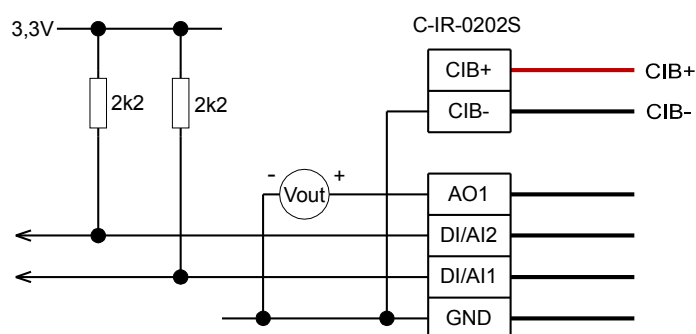 C-IR-0202S
3,3V
CIB+ CIB+
2k2 2k2
CIB- CIB-
- Vout +
AO1
DI/AI2
DI/AI1
GND